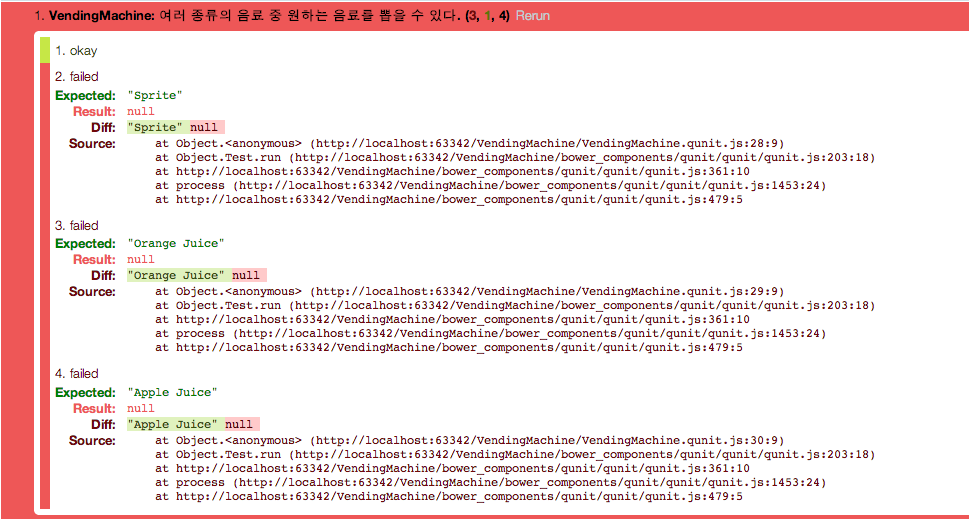 1. VendingMachine: 여러 종류의 음료 중 원하는 음료를 뽑을 수 있다. (3, 1, 4) Rerun
1. okay
2. failed
Expected: "Sprite"
Result: null
Diff: "Sprite" null
Source: at Object.<anonymous> (http://localhost:63342/VendingMachine/VendingMachine.qunit.js:28:9)
at Object.Test.run (http://localhost:63342/VendingMachine/bower_components/qunit/qunit/qunit.js:203:18)
at http://localhost:63342/VendingMachine/bower_components/qunit/qunit/qunit.js:361:10
at process (http://localhost:63342/VendingMachine/bower_components/qunit/qunit/qunit.js:1453:24)
at http://localhost:63342/VendingMachine/bower_components/qunit/qunit/qunit.js:479:5
3. failed
Expected: "Orange Juice"
Result: null
Diff: "Orange Juice" null
Source: at Object.<anonymous> (http://localhost:63342/VendingMachine/VendingMachine.qunit.js:29:9)
at Object.Test.run (http://localhost:63342/VendingMachine/bower_components/qunit/qunit/qunit.js:203:18)
at http://localhost:63342/VendingMachine/bower_components/qunit/qunit/qunit.js:361:10
at process (http://localhost:63342/VendingMachine/bower_components/qunit/qunit/qunit.js:1453:24)
at http://localhost:63342/VendingMachine/bower_components/qunit/qunit/qunit.js:479:5
4. failed
Expected: "Apple Juice"
Result: null
Diff: "Apple Juice" null
Source: at Object.<anonymous> (http://localhost:63342/VendingMachine/VendingMachine.qunit.js:30:9)
at Object.Test.run (http://localhost:63342/VendingMachine/bower_components/qunit/qunit/qunit.js:203:18)
at http://localhost:63342/VendingMachine/bower_components/qunit/qunit/qunit.js:361:10
at process (http://localhost:63342/VendingMachine/bower_components/qunit/qunit/qunit.js:1453:24)
at http://localhost:63342/VendingMachine/bower_components/qunit/qunit/qunit.js:479:5